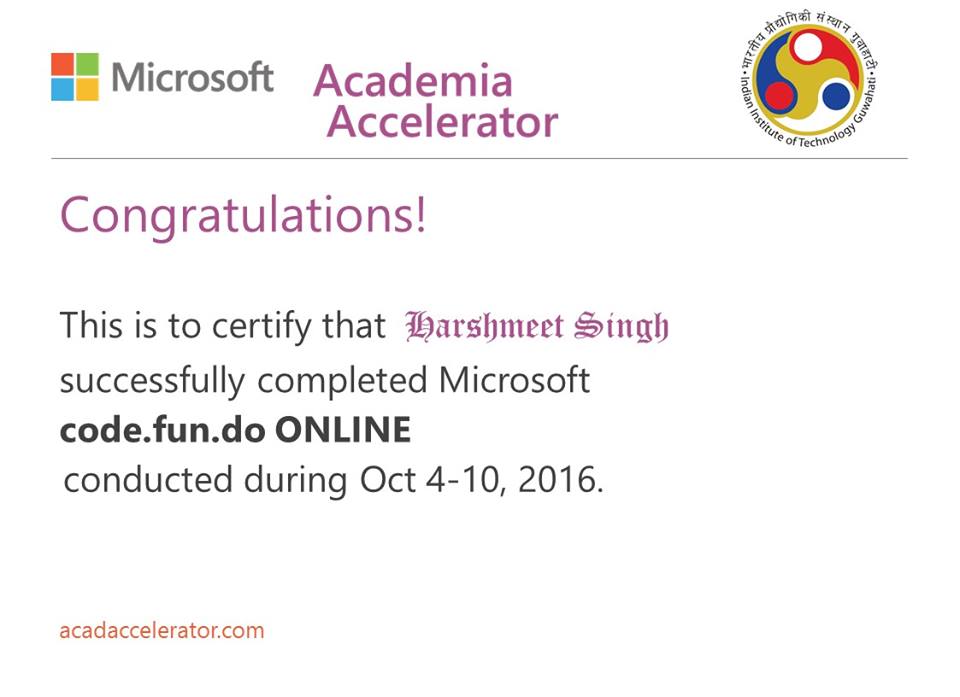 Microsoft
Academia
Accelerator
भारतीय प्रौद्योगिकी संस्थान गुवाहाटी
Indian Institute of Technology Guwahati
Congratulations!
This is to certify that Harshmeet Singh
successfully completed Microsoft
code.fun.do ONLINE
conducted during Oct 4-10, 2016.
acadaccelerator.com